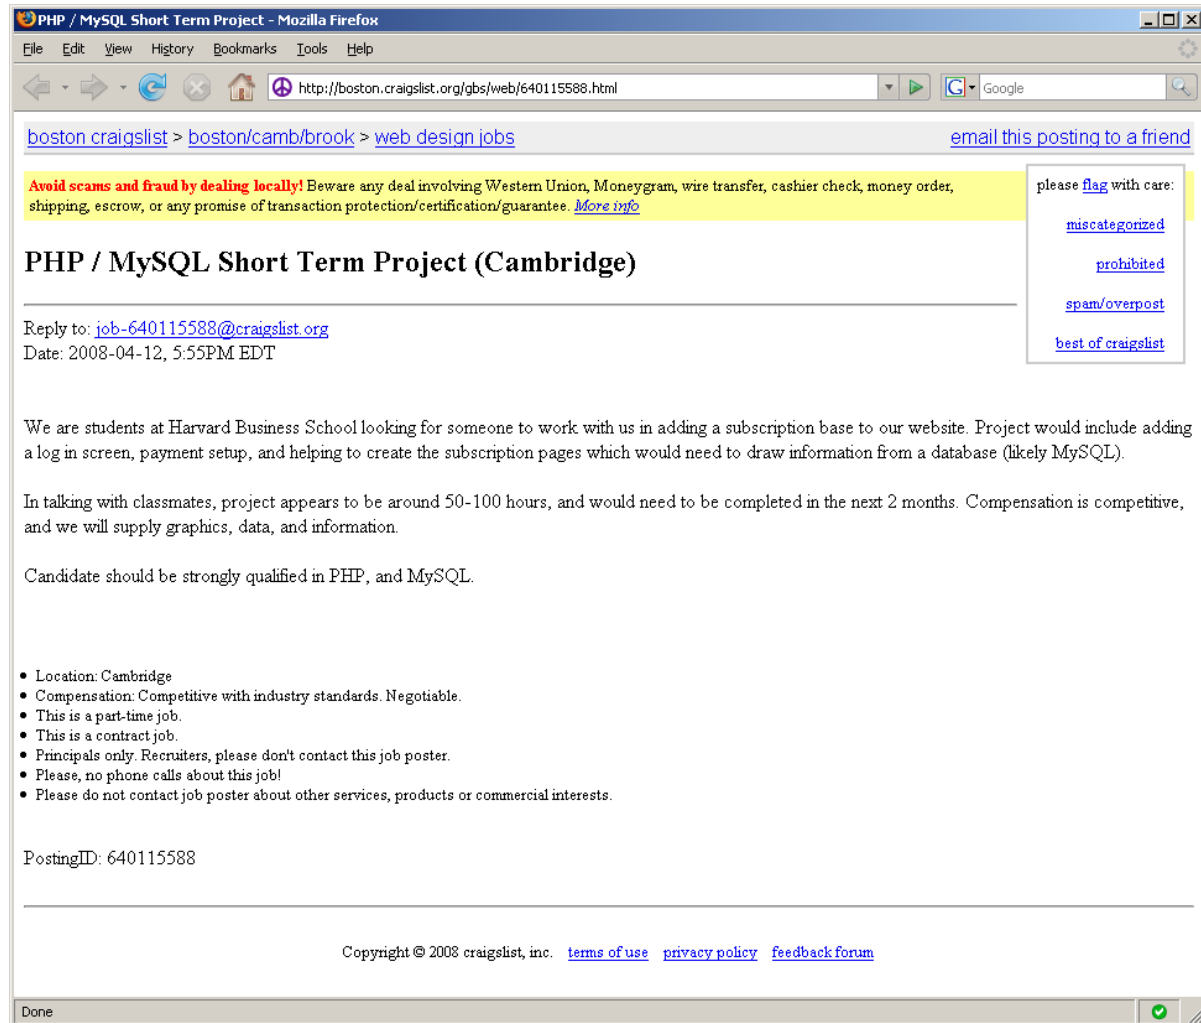 PHP / MySQL Short Term Project - Mozilla Firefox
File Edit View History Bookmarks Tools Help
http://boston.craigslist.org/gbs/web/640115588.html
G Google
boston craigslist > boston/camb/brook > web design jobs
email this posting to a friend
Avoid scams and fraud by dealing locally! Beware any deal involving Western Union, Moneygram, wire transfer, cashier check, money order,
shipping, escrow, or any promise of transaction protection/certification/guarantee. More info
please flag with care:
miscategorized
prohibited
spam/overpost
best of craigslist
PHP / MySQL Short Term Project (Cambridge)
Reply to: job-640115588@craigslist.org
Date: 2008-04-12, 5:55PM EDT
We are students at Harvard Business School looking for someone to work with us in adding a subscription base to our website. Project would include adding
a log in screen, payment setup, and helping to create the subscription pages which would need to draw information from a database (likely MySQL).
In talking with classmates, project appears to be around 50-100 hours, and would need to be completed in the next 2 months. Compensation is competitive,
and we will supply graphics, data, and information.
Candidate should be strongly qualified in PHP, and MySQL.
• Location: Cambridge
• Compensation: Competitive with industry standards. Negotiable.
• This is a part-time job.
• This is a contract job.
• Principals only. Recruiters, please don't contact this job poster.
• Please, no phone calls about this job!
• Please do not contact job poster about other services, products or commercial interests.
PostingID: 640115588
Copyright © 2008 craigslist, inc. terms of use privacy policy feedback forum
Done